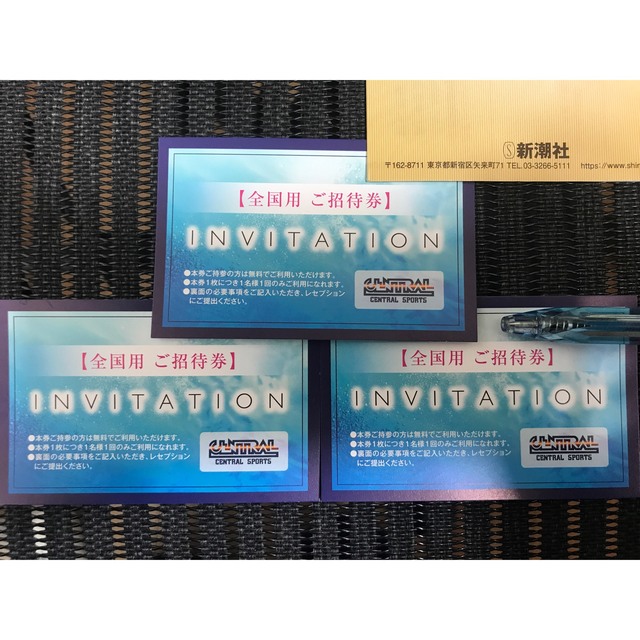 新潮社
〒162-8711 東京都新宿区矢来町71 TEL.03-3266-5111 https://www.shin
【全国用 ご招待券】
INVITATION
●本券ご持参の方は無料でご利用いただけます。
●本券1枚につき1名様1回のみご利用になれます。
●裏面の必要事項をご記入いただき、レセプション
にご提出ください。
CENTRAL
CENTRAL SPORTS
【全国用 ご招待券】
INVITATION
●本券ご持参の方は無料でご利用いただけます。
●本券1枚につき1名様1回のみご利用になれます。
●裏面の必要事項をご記入いただき、レセプション
にご提出ください。
CENTRAL
CENTRAL SPORTS
【全国用 ご招待券】
INVITATION
●本券ご持参の方は無料でご利用いただけます。
●本券1枚につき1名様1回のみご利用になれます。
●裏面の必要事項をご記入いただき、レセプション
にご提出ください。
CENTRAL
CENTRAL SPORTS